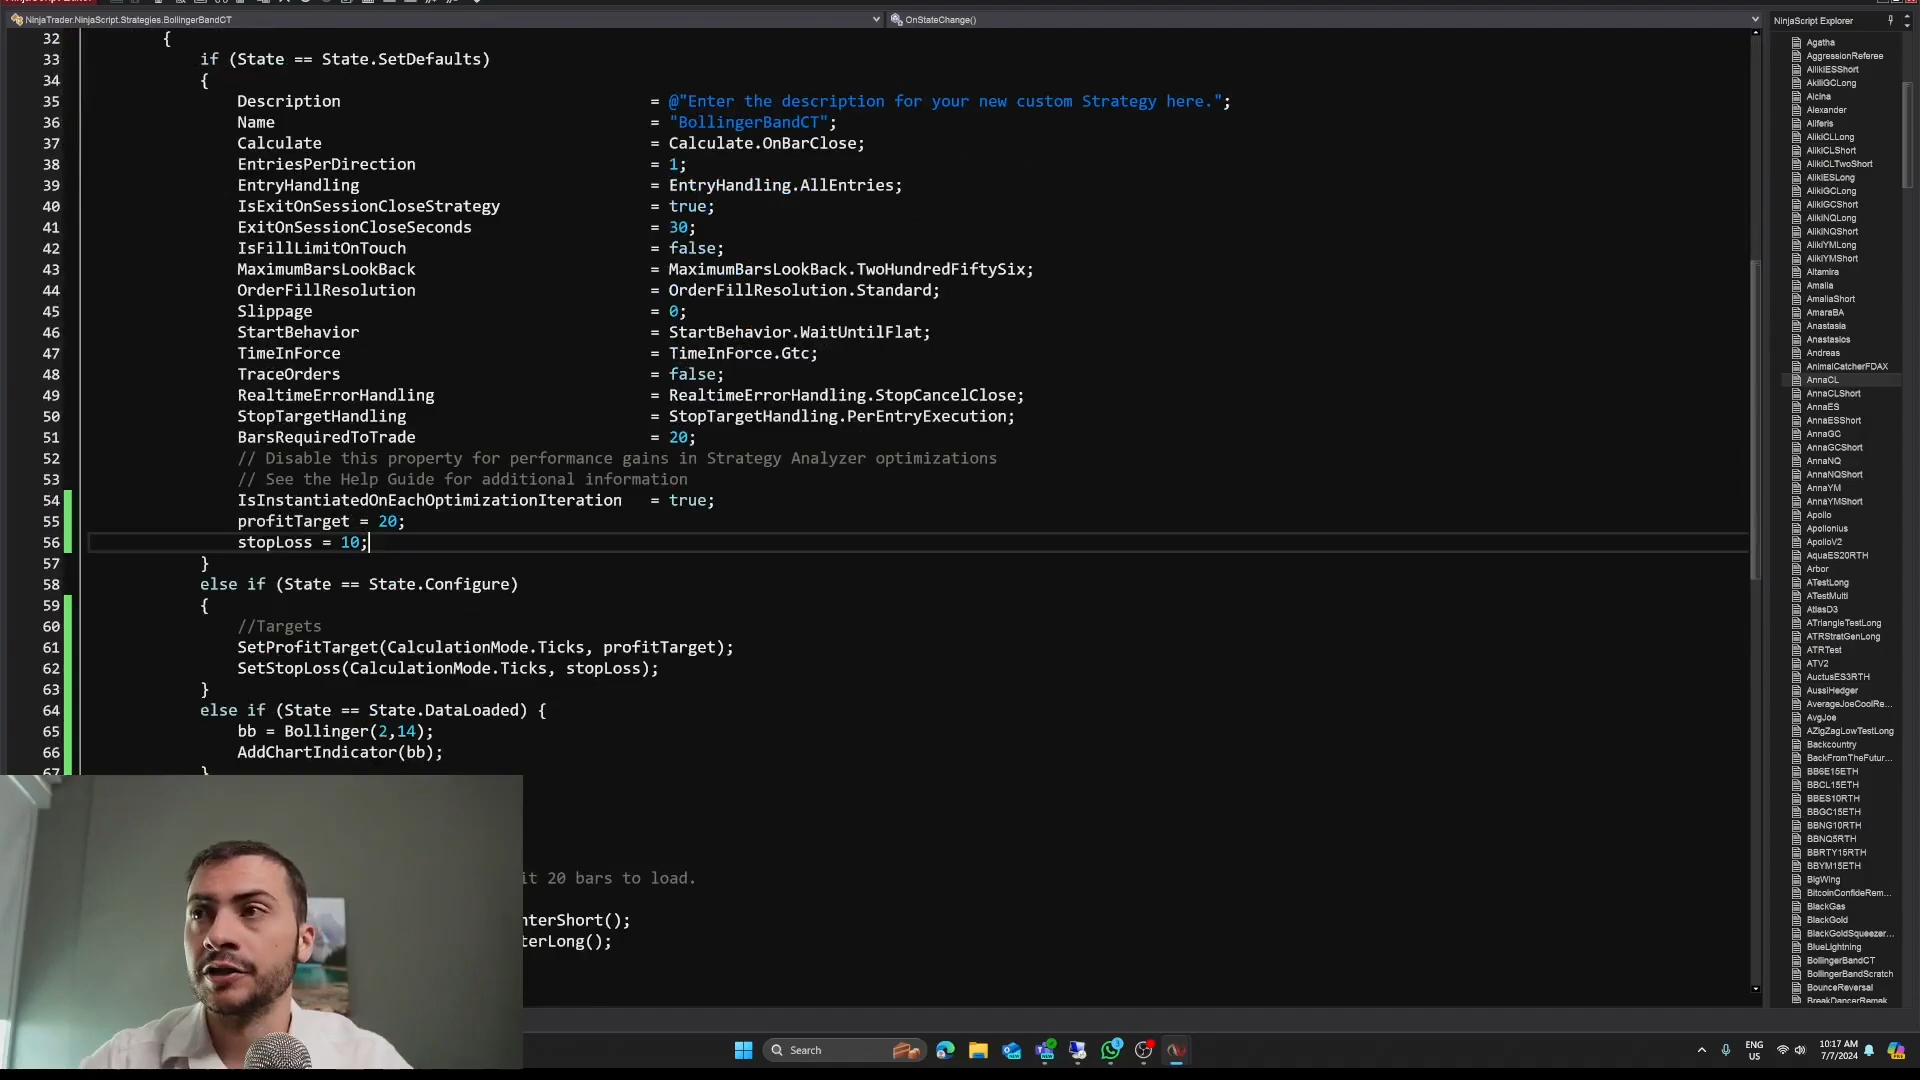 NinjaTrader.NinjaScript.Strategies.BollingerBandCT
OnStateChange()
32 {
33 if (State == State.SetDefaults)
34 {
35 Description = @"Enter the description for your new custom Strategy here.";
36 Name = "BollingerBandCT";
37 Calculate = Calculate.OnBarClose;
38 EntriesPerDirection = 1;
39 EntryHandling = EntryHandling.AllEntries;
40 IsExitOnSessionCloseStrategy = true;
41 ExitOnSessionCloseSeconds = 30;
42 IsFillLimitOnTouch = false;
43 MaximumBarsLookBack = MaximumBarsLookBack.TwoHundredFiftySix;
44 OrderFillResolution = OrderFillResolution.Standard;
45 Slippage = 0;
46 StartBehavior = StartBehavior.WaitUntilFlat;
47 TimeInForce = TimeInForce.Gtc;
48 TraceOrders = false;
49 RealtimeErrorHandling = RealtimeErrorHandling.StopCancelClose;
50 StopTargetHandling = StopTargetHandling.PerEntryExecution;
51 BarsRequiredToTrade = 20;
52 // Disable this property for performance gains in Strategy Analyzer optimizations
53 // See the Help Guide for additional information
54 IsInstantiatedOnEachOptimizationIteration = true;
55 profitTarget = 20;
56 stopLoss = 10;
57 }
58 else if (State == State.Configure)
59 {
60 //Targets
61 SetProfitTarget(CalculationMode.Ticks, profitTarget);
62 SetStopLoss(CalculationMode.Ticks, stopLoss);
63 }
64 else if (State == State.DataLoaded) {
65 bb = Bollinger(2,14);
66 AddChartIndicator(bb);
67 }
it 20 bars to load.
nterShort();
terLong();
NinjaScript Explorer
Agatha
AggressionReferee
AllikiESShort
AkiliGCLong
Alcina
Alexander
Aliferis
AlikiCLLong
AlikiCLShort
AlikiCLTwoShort
AlikiESLong
AlikiGCLong
AlikiGCShort
AlikiNQLong
AlikiNQShort
AlikiYMLong
AlikiYMShort
Altamira
Amalia
AmaliaShort
AmaraBA
Anastasia
Anastasios
Andreas
AnimalCatcherFDAX
AnnaCL
AnnaCLShort
AnnaES
AnnaESShort
AnnaGC
AnnaGCShort
AnnaNQ
AnnaNQShort
AnnaYM
AnnaYMShort
Apollo
Apollonius
ApolloV2
AquaES20RTH
Arbor
ATestLong
ATestMulti
AtlasD3
ATriangleTestLong
ATRStratGenLong
ATRTest
ATV2
AuctusES3RTH
AussiHedger
AverageJoeCoolRe...
AvgJoe
AZigZagLowTestLong
Backcountry
BackFromTheFutur...
BB6E15ETH
BBCL15ETH
BBES10RTH
BBGC15ETH
BBNG10RTH
BBNQ5RTH
BBRTY15RTH
BBYM15ETH
BigWing
BitcoinConfideRem...
BlackGas
BlackGold
BlackGoldSqueezer...
BlueLightning
BollingerBandCT
BollingerBandScratch
BounceReversal
BreakDancerRemak
Search
ENG
US
10:17 AM
7/7/2024